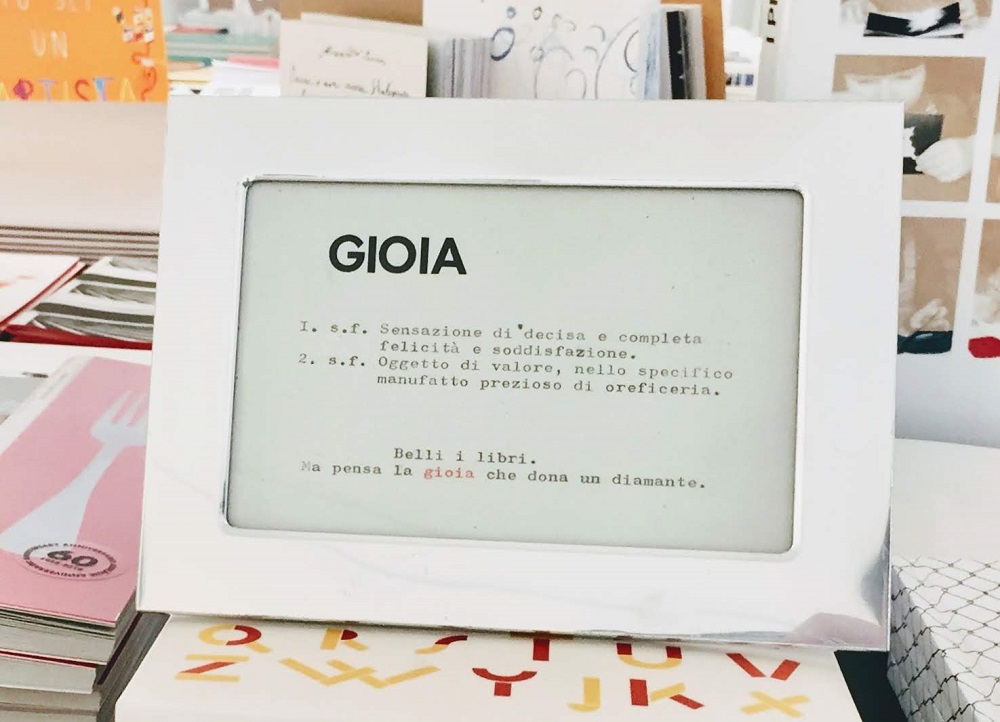 UN
ARTISTA
GIOIA
1. s.f. Sensazione di decisa e completa
felicità e soddisfazione.
2. s.f. Oggetto di valore, nello specifico
manufatto prezioso di oreficeria.
Belli i libri.
Ma pensa la gioia che dona un diamante.
60
Q R S T U V
Z W Y J K X